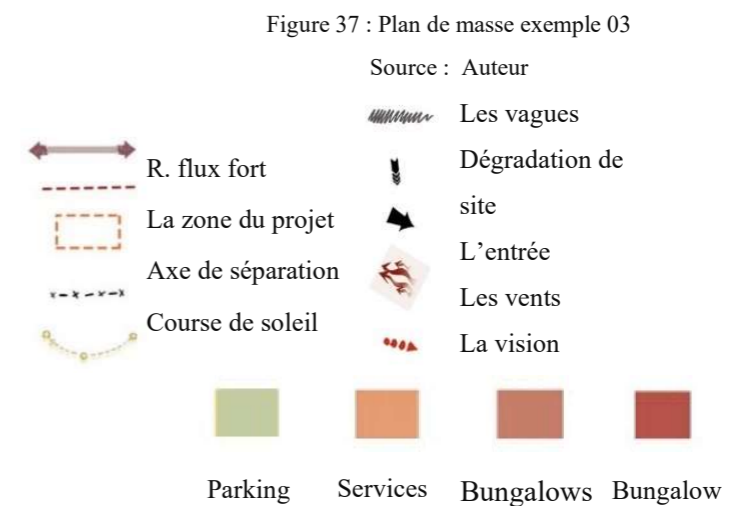 Figure 37 : Plan de masse exemple 03
Source : Auteur
R. flux fort
La zone du projet
Axe de séparation
Course de soleil
Les vagues
Dégradation de
site
L’entrée
Les vents
La vision
Parking
Services
Bungalows
Bungalow